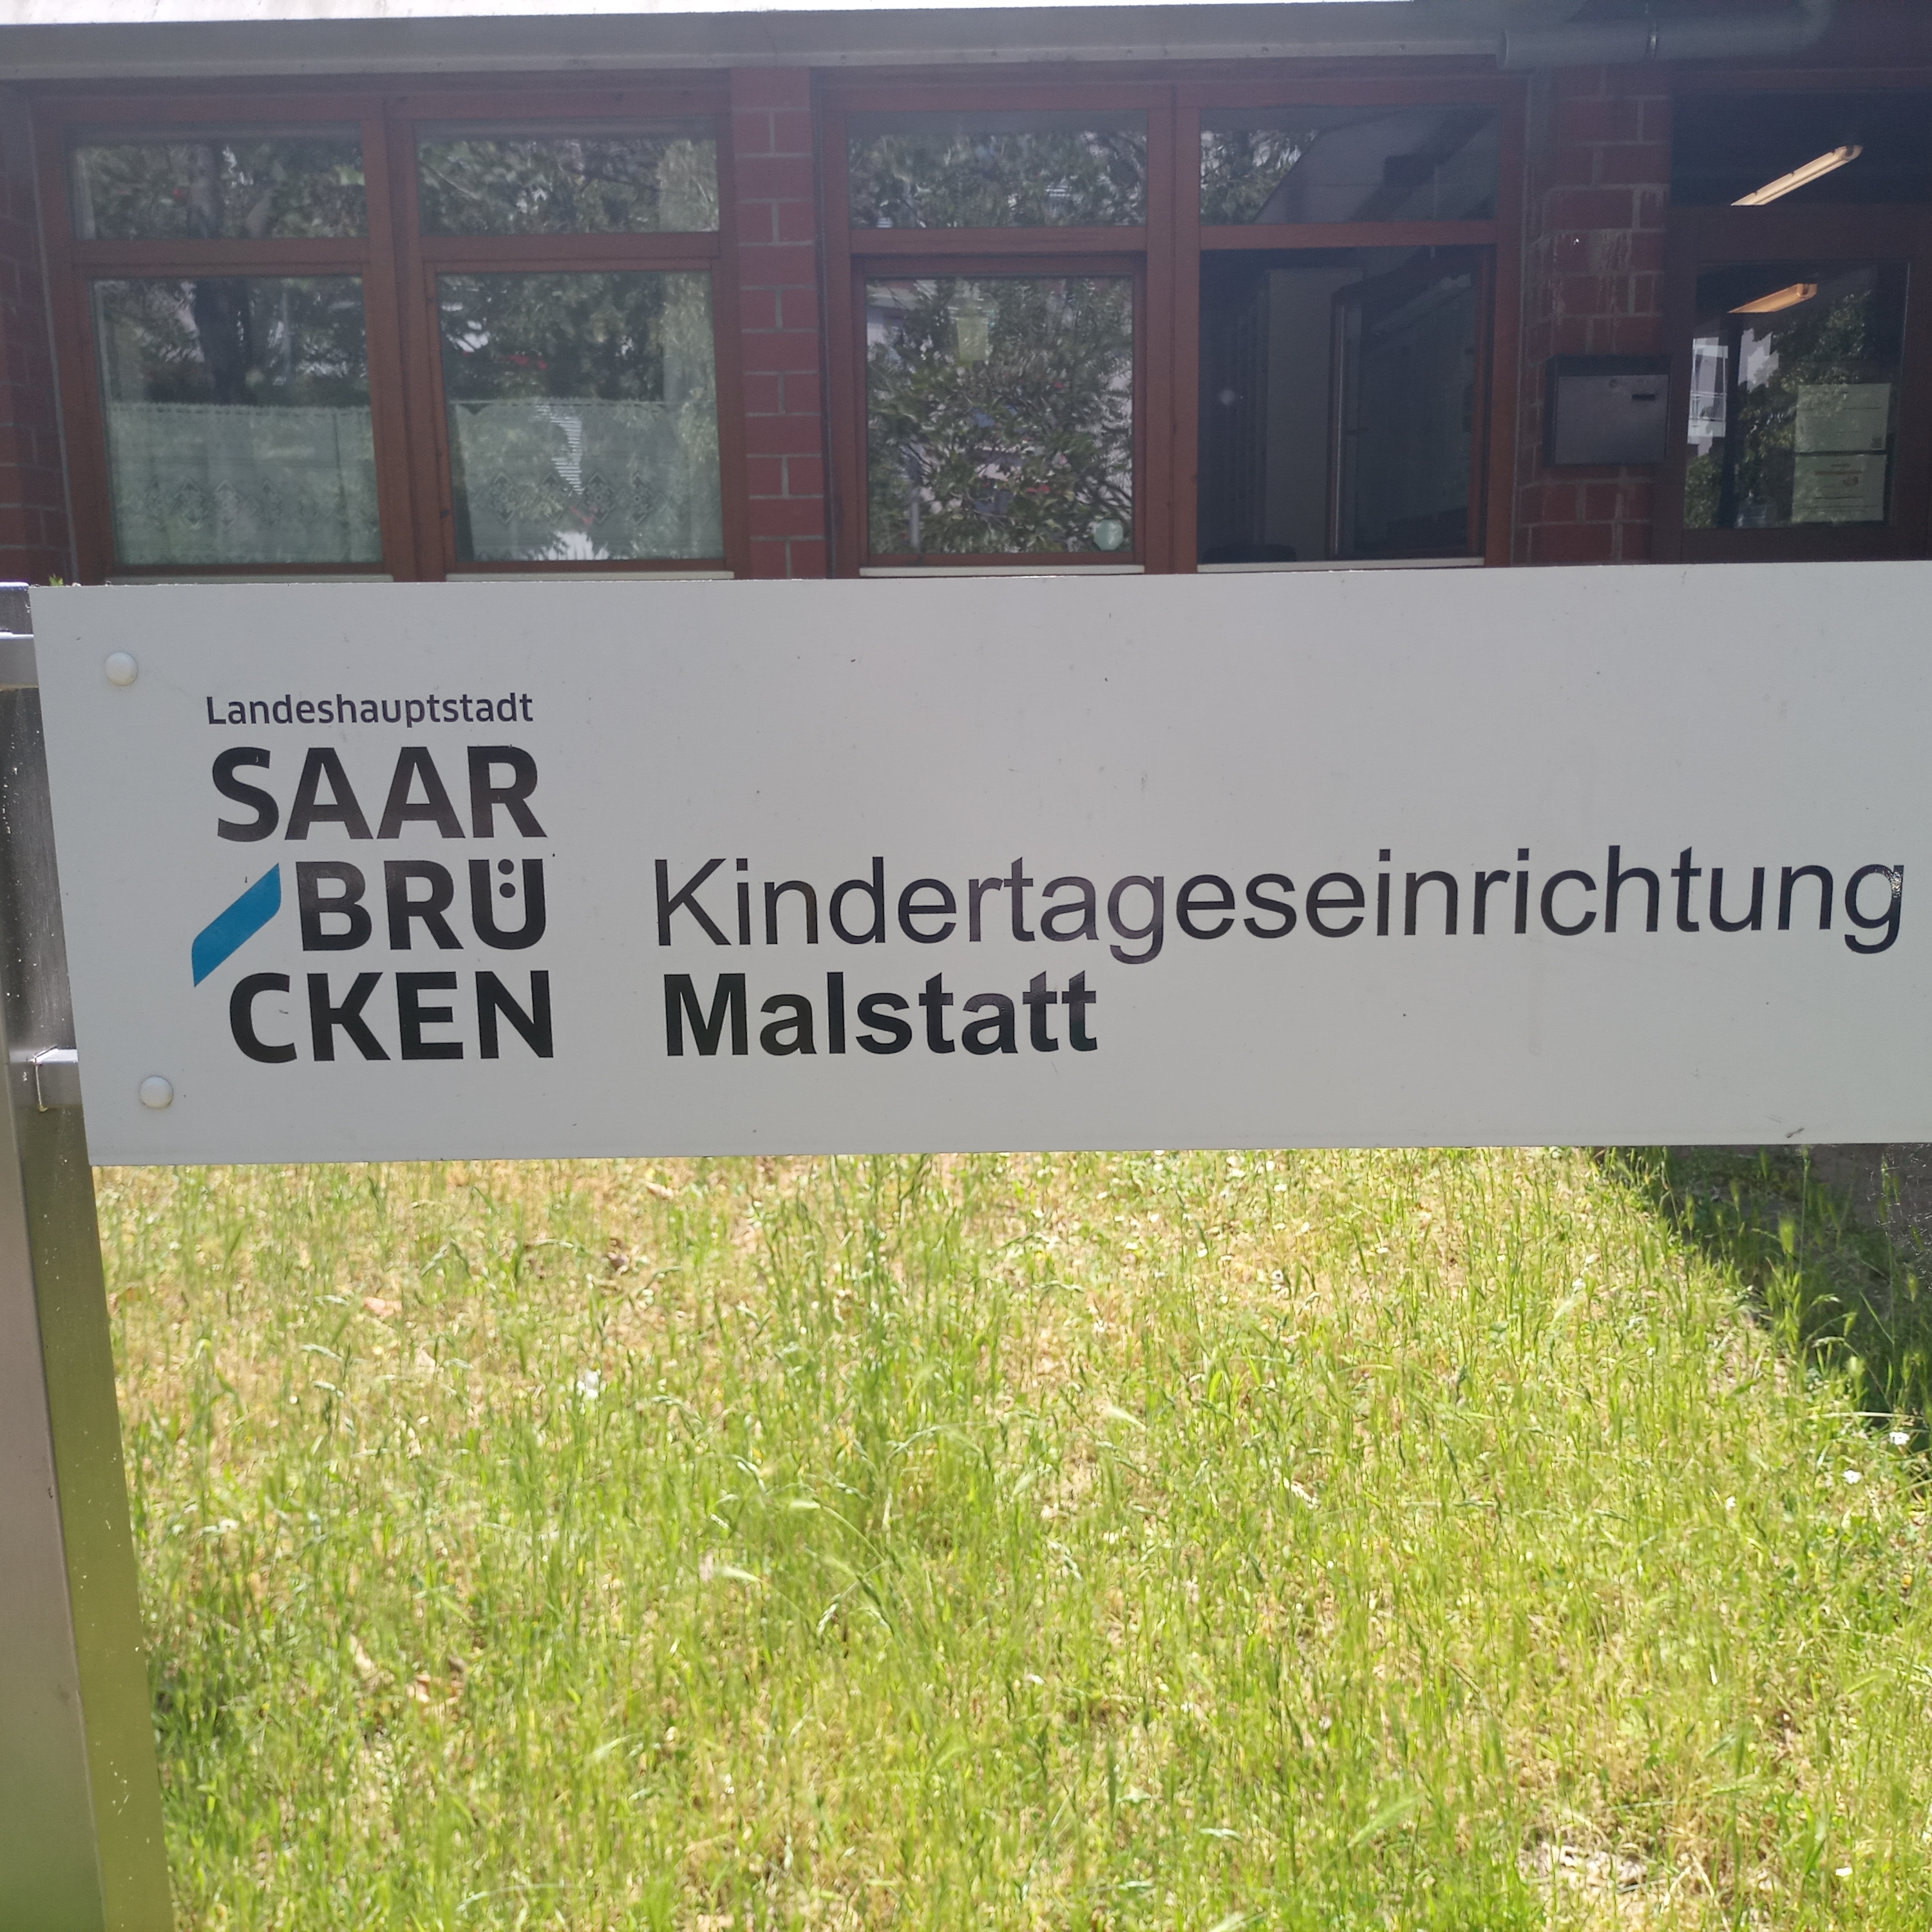 Landeshauptstadt
SAAR
BRÜ
CKEN
Kindertageseinrichtung
Malstatt